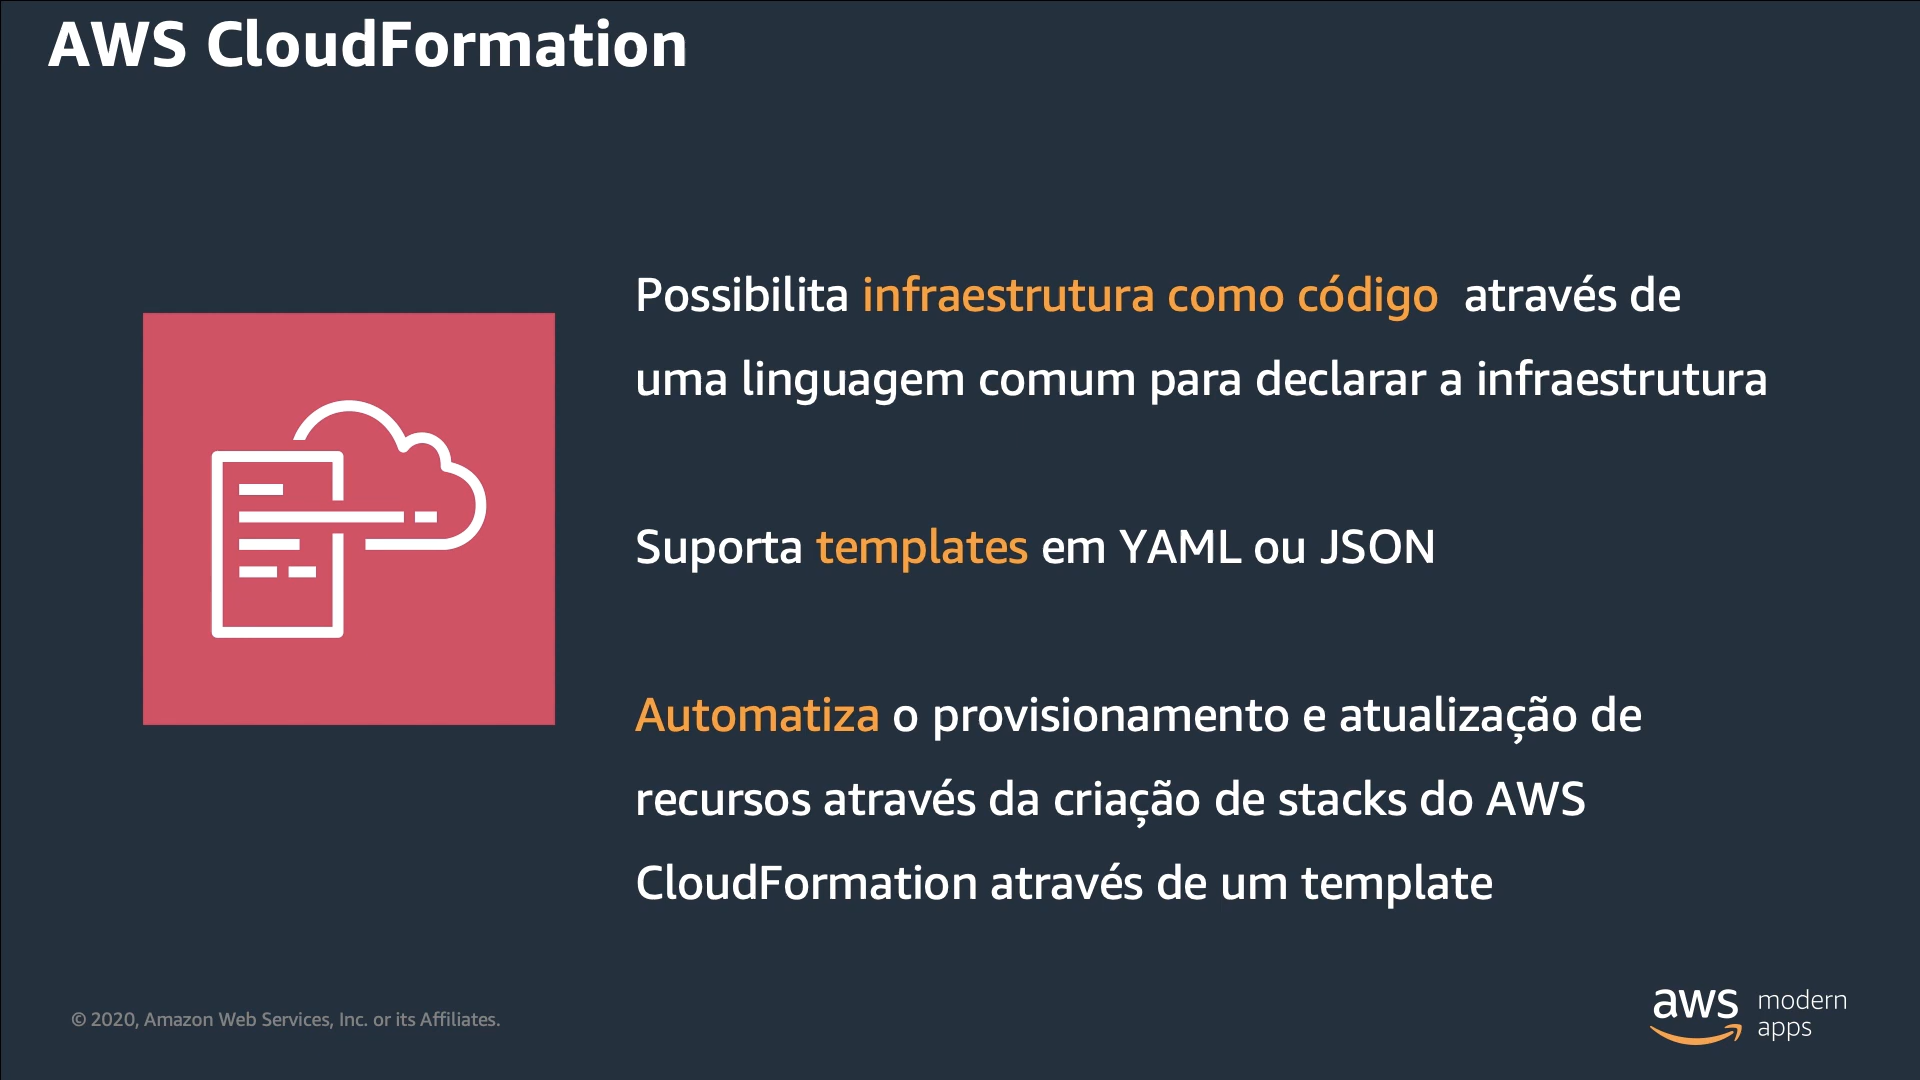 AWS CloudFormation
Possibilita infraestrutura como código  através de
uma linguagem comum para declarar a infraestrutura
Suporta templates em YAML ou JSON
Automatiza o provisionamento e atualização de
recursos através da criação de stacks do AWS
CloudFormation através de um template
© 2020, Amazon Web Services, Inc. or its Affiliates.
aws modern
apps